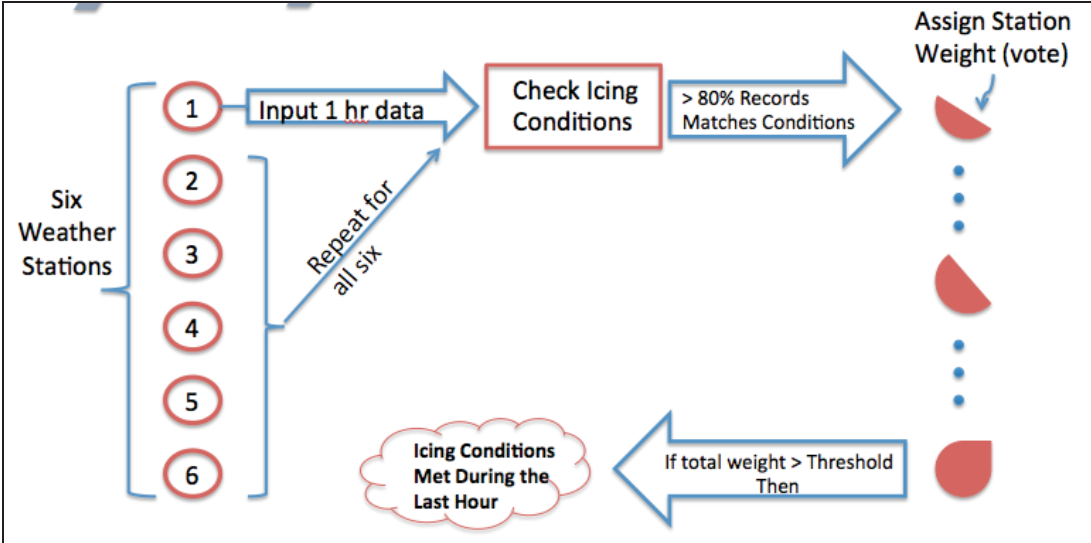 Assign Station
Weight (vote)
Six
Weather
Stations
1
2
3
4
5
6
Input 1 hr data
Repeat for
all six
Check Icing
Conditions
> 80% Records
Matches Conditions
If total weight > Threshold
Then
Icing Conditions
Met During the
Last Hour